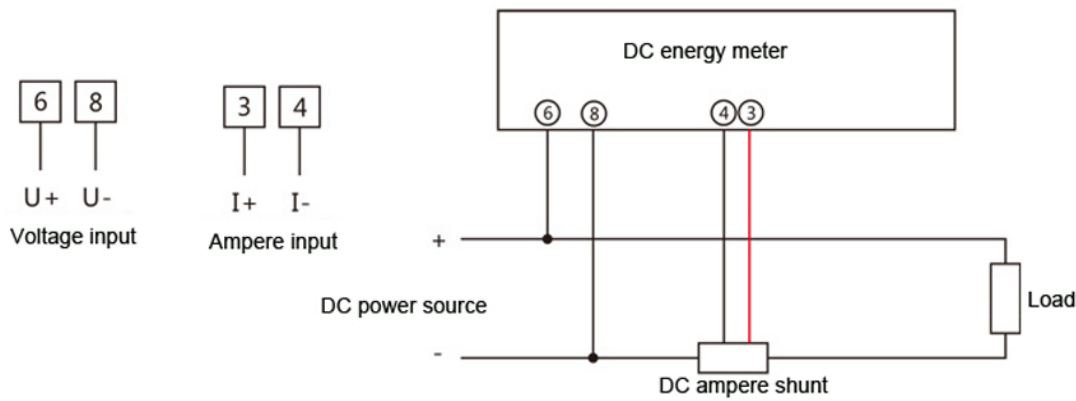 DC energy meter
6 8 4 3
6 8
3 4
U+ U-
I+ I-
Voltage input
Ampere input
+
DC power source
Load
-
DC ampere shunt